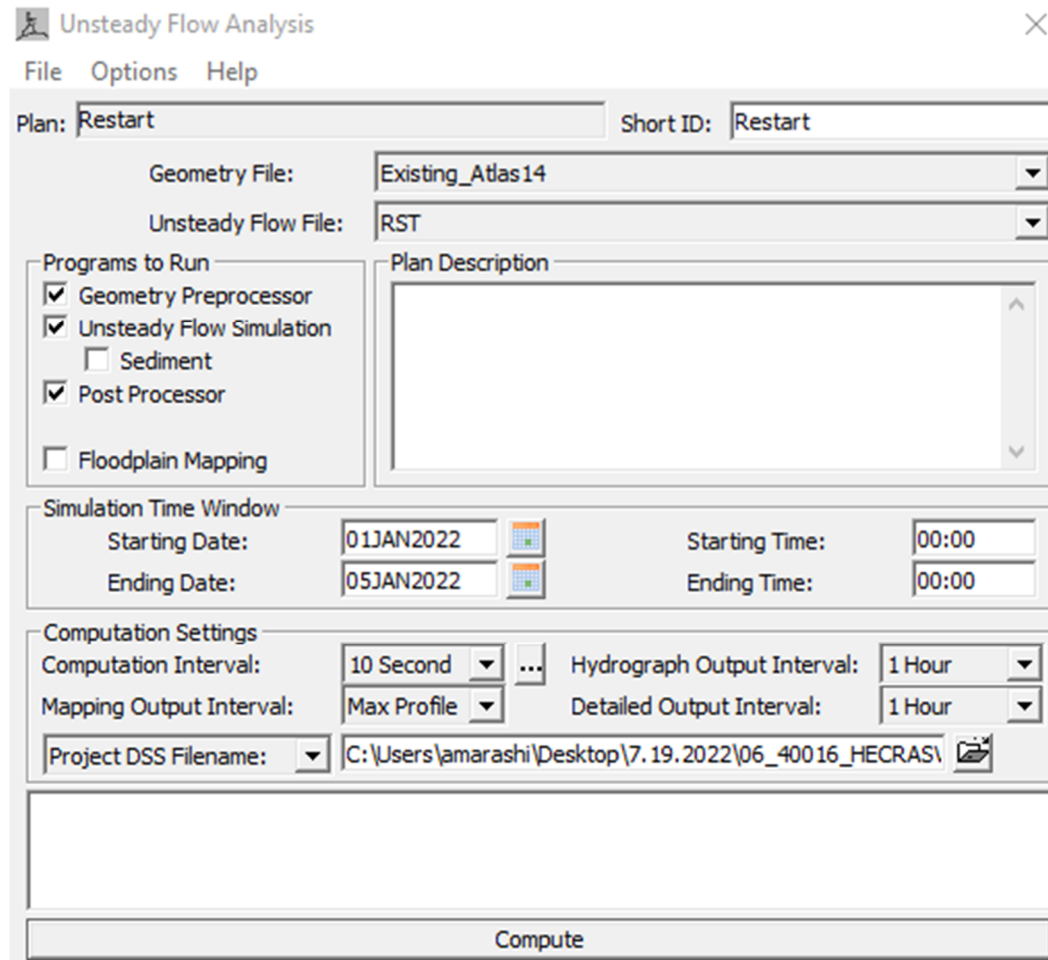 Unsteady Flow Analysis
File Options Help
Plan: Restart Short ID: Restart
Geometry File: Existing_Atlas14
Unsteady Flow File: RST
Programs to Run Plan Description
Geometry Preprocessor
Unsteady Flow Simulation
Sediment
Post Processor
Floodplain Mapping
Simulation Time Window
Starting Date: 01JAN2022 Starting Time: 00:00
Ending Date: 05JAN2022 Ending Time: 00:00
Computation Settings
Computation Interval: 10 Second ... Hydrograph Output Interval: 1 Hour
Mapping Output Interval: Max Profile Detailed Output Interval: 1 Hour
Project DSS Filename: C:\Users\amarashi\Desktop\7.19.2022\06_40016_HECRAS\
Compute